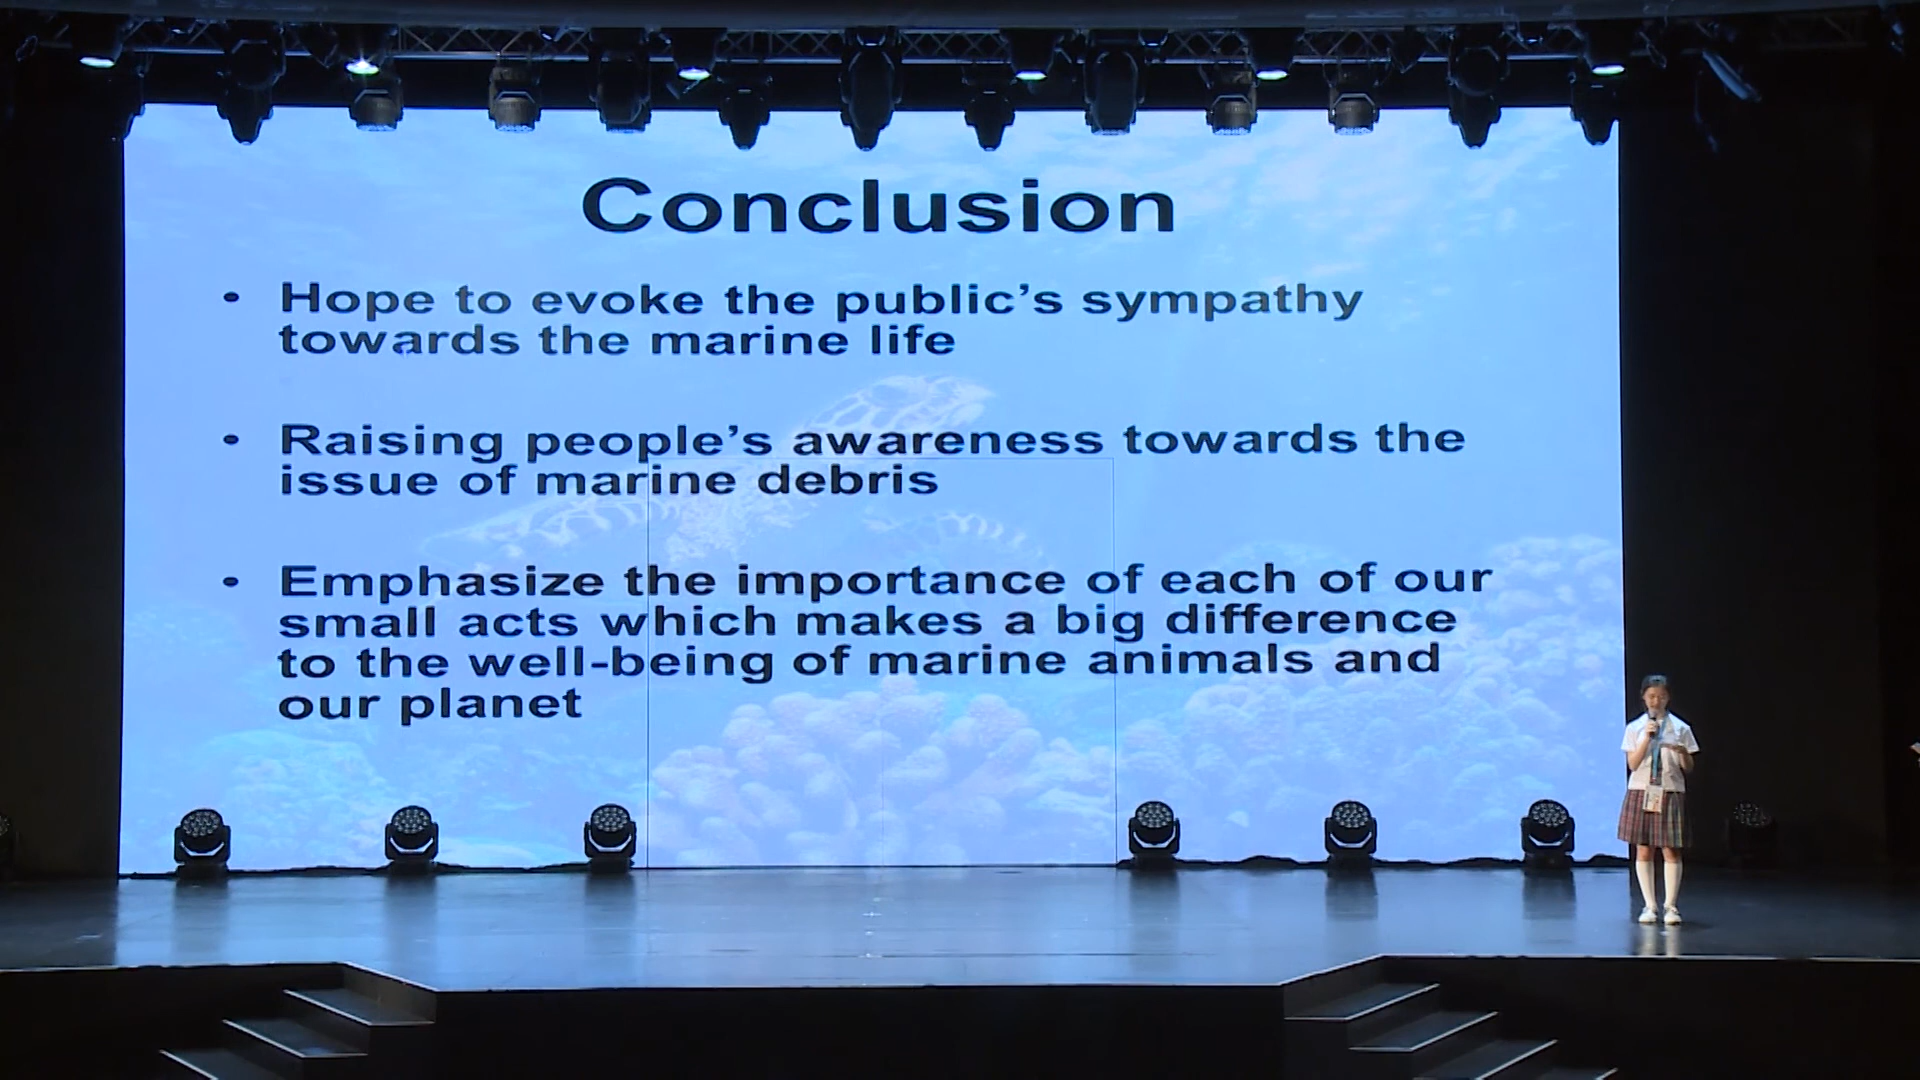 Conclusion
• Hope to evoke the public’s sympathy
towards the marine life
• Raising people’s awareness towards the
issue of marine debris
• Emphasize the importance of each of our
small acts which makes a big difference
to the well-being of marine animals and
our planet